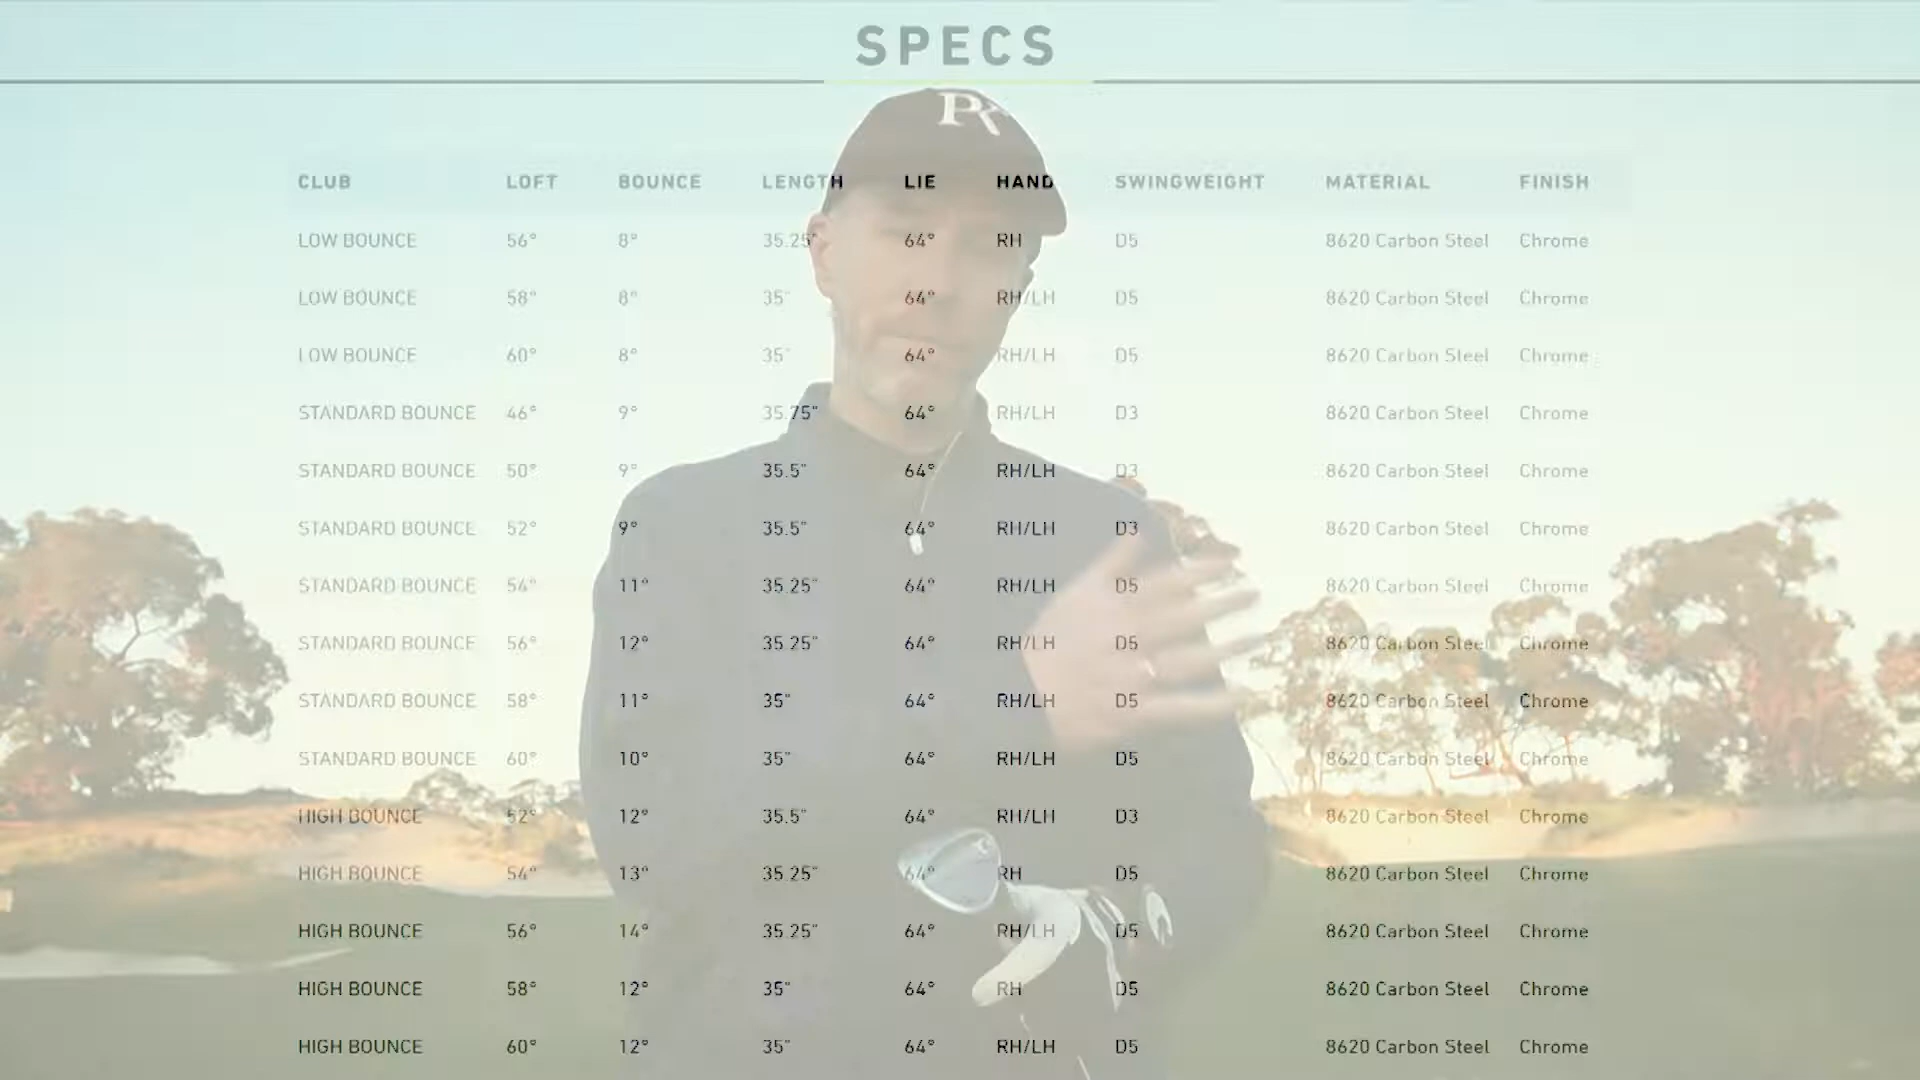 SPECS
PK
CLUB LOFT BOUNCE LENGTH LIE HAND SWINGWEIGHT MATERIAL FINISH
LOW BOUNCE 56° 8° 35.25" 64° RH D5 8620 Carbon Steel Chrome
LOW BOUNCE 58° 8° 35" 64° RH/LH D5 8620 Carbon Steel Chrome
LOW BOUNCE 60° 8° 35" 64° RH/LH D5 8620 Carbon Steel Chrome
STANDARD BOUNCE 46° 9° 35.75" 64° RH/LH D3 8620 Carbon Steel Chrome
STANDARD BOUNCE 50° 9° 35.5" 64° RH/LH D3 8620 Carbon Steel Chrome
STANDARD BOUNCE 52° 9° 35.5" 64° RH/LH D3 8620 Carbon Steel Chrome
STANDARD BOUNCE 54° 11° 35.25" 64° RH/LH D5 8620 Carbon Steel Chrome
STANDARD BOUNCE 56° 12° 35.25" 64° RH/LH D5 8620 Carbon Steel Chrome
STANDARD BOUNCE 58° 11° 35" 64° RH/LH D5 8620 Carbon Steel Chrome
STANDARD BOUNCE 60° 10° 35" 64° RH/LH D5 8620 Carbon Steel Chrome
HIGH BOUNCE 52° 12° 35.5" 64° RH/LH D3 8620 Carbon Steel Chrome
HIGH BOUNCE 54° 13° 35.25" 64° RH D5 8620 Carbon Steel Chrome
HIGH BOUNCE 56° 14° 35.25" 64° RH/LH D5 8620 Carbon Steel Chrome
HIGH BOUNCE 58° 12° 35" 64° RH D5 8620 Carbon Steel Chrome
HIGH BOUNCE 60° 12° 35" 64° RH/LH D5 8620 Carbon Steel Chrome